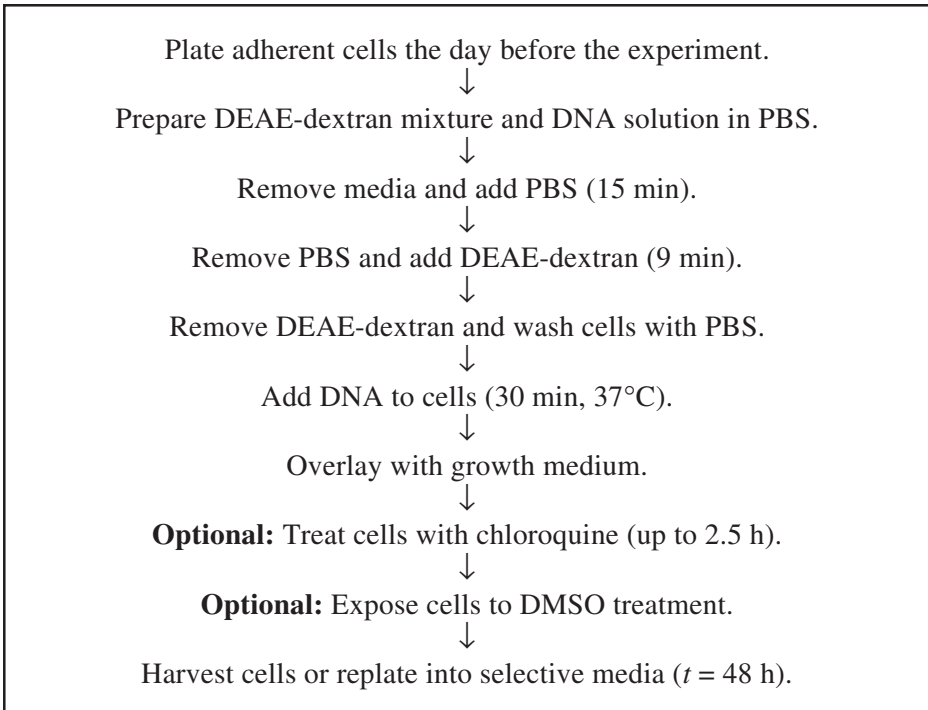 Plate adherent cells the day before the experiment.
↓
Prepare DEAE-dextran mixture and DNA solution in PBS.
↓
Remove media and add PBS (15 min).
↓
Remove PBS and add DEAE-dextran (9 min).
↓
Remove DEAE-dextran and wash cells with PBS.
↓
Add DNA to cells (30 min, 37°C).
↓
Overlay with growth medium.
↓
Optional: Treat cells with chloroquine (up to 2.5 h).
↓
Optional: Expose cells to DMSO treatment.
↓
Harvest cells or replate into selective media (t = 48 h).